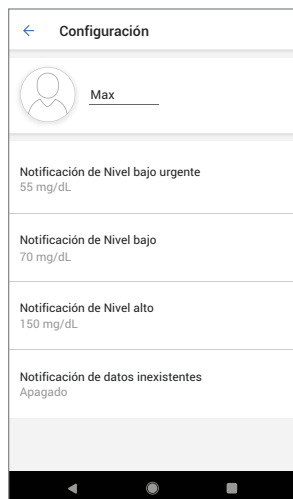 Configuración
Max
Notificación de Nivel bajo urgente
55 mg/dL
Notificación de Nivel bajo
70 mg/dL
Notificación de Nivel alto
150 mg/dL
Notificación de datos inexistentes
Apagado